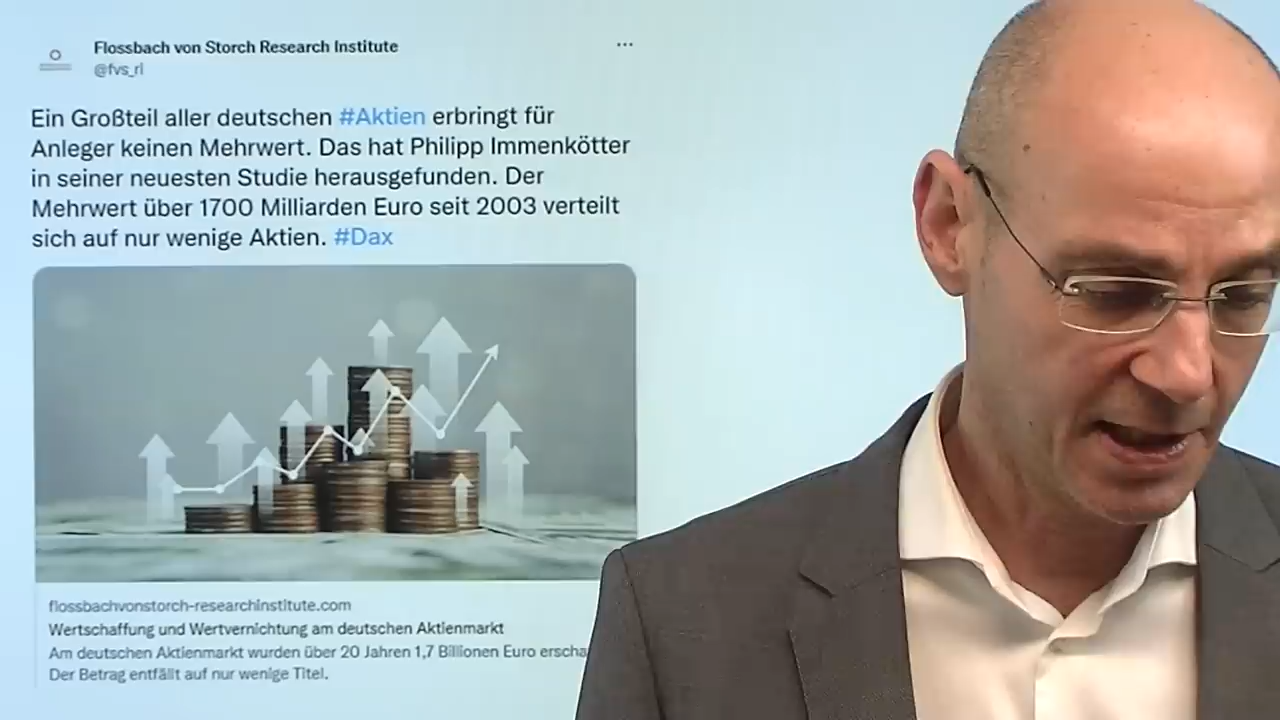 Flossbach von Storch Research Institute
@fvs_ri
Ein Großteil aller deutschen #Aktien erbringt für
Anleger keinen Mehrwert. Das hat Philipp Immenkötter
in seiner neuesten Studie herausgefunden. Der
Mehrwert über 1700 Milliarden Euro seit 2003 verteilt
sich auf nur wenige Aktien. #Dax
flossbachvonstorch-researchinstitute.com
Wertschaffung und Wertvernichtung am deutschen Aktienmarkt
Am deutschen Aktienmarkt wurden über 20 Jahren 1,7 Billionen Euro erscha
Der Betrag entfällt auf nur wenige Titel.